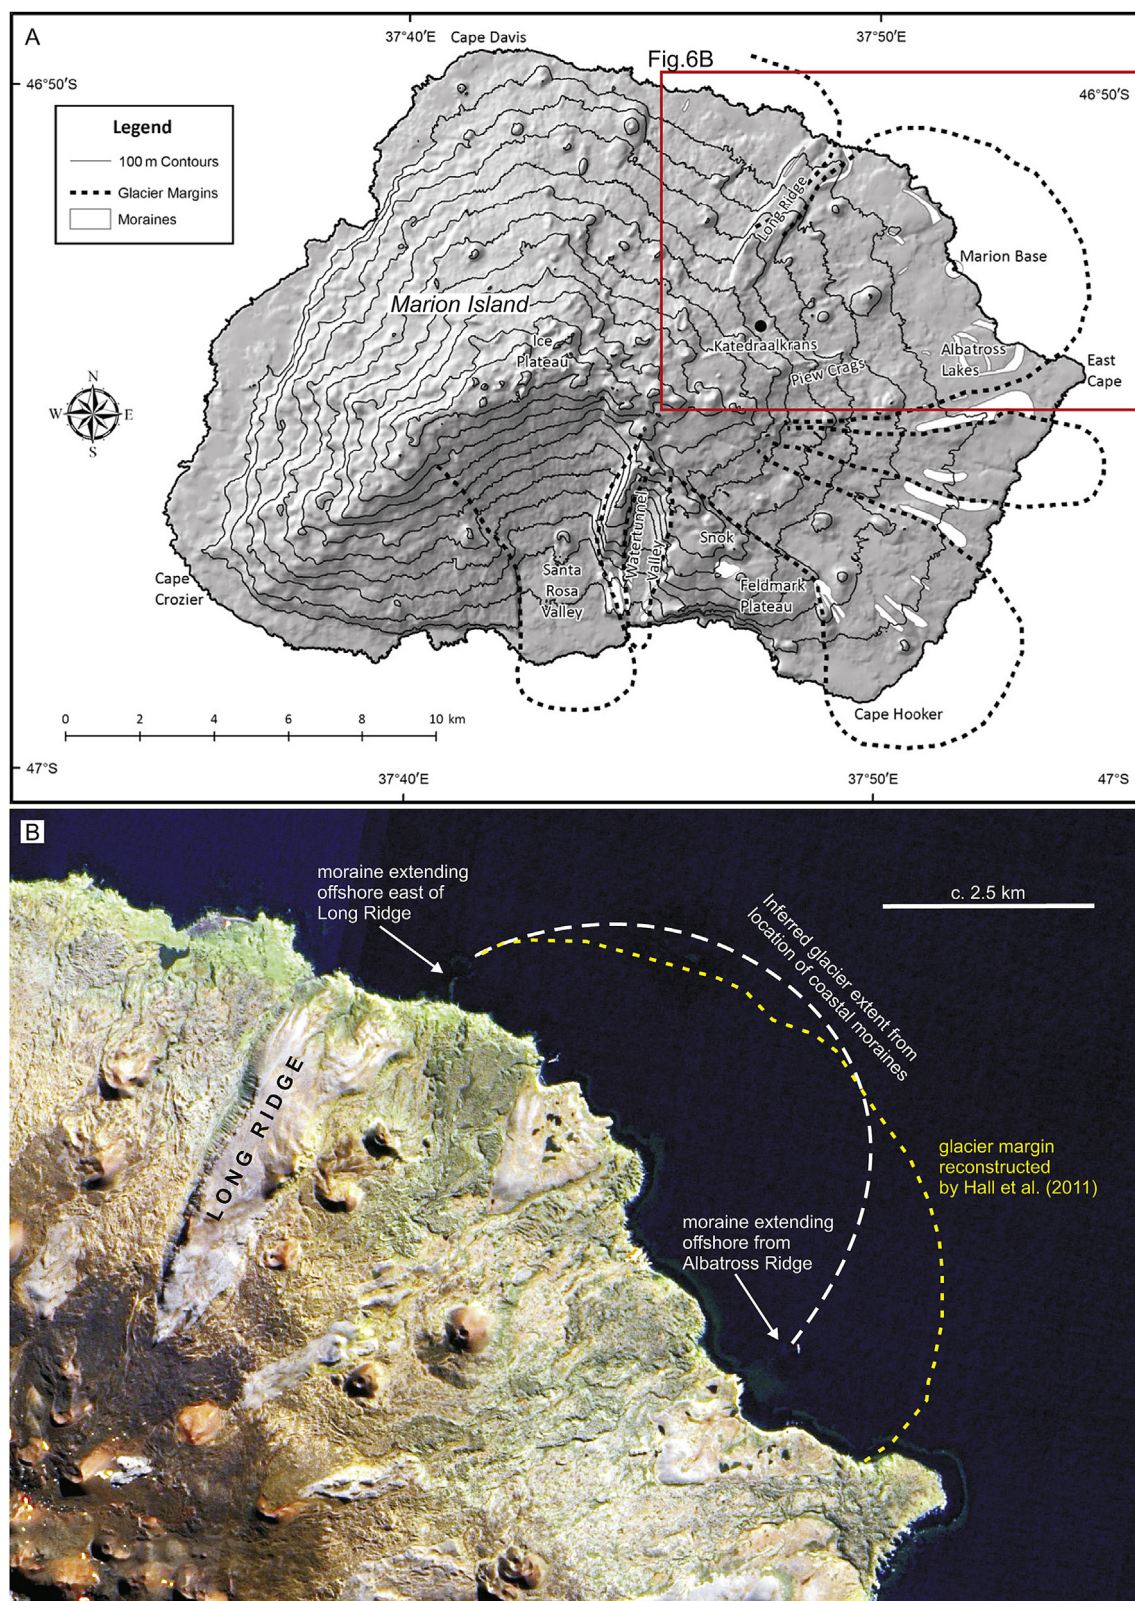 A
37°40′E
37°50′E
Cape Davis
Fig.6B
46°50′S
46°50′S
Legend
100 m Contours
Glacier Margins
Moraines
Long Ridge
Marion Base
Marion Island
Ice
Plateau
Katedraalkrans
Piew Crags
Albatross
Lakes
East
Cape
N
W
E
S
Watertunnel
Valley
Snok
Santa
Rosa
Valley
Feldmark
Plateau
Cape
Crozier
Cape Hooker
0
2
4
6
8
10 km
47°S
37°40′E
37°50′E
47°S
B
moraine extending
offshore east of
Long Ridge
c. 2.5 km
Inferred glacier extent from
location of coastal moraines
LONG RIDGE
glacier margin
reconstructed
by Hall et al. (2011)
moraine extending
offshore from
Albatross Ridge